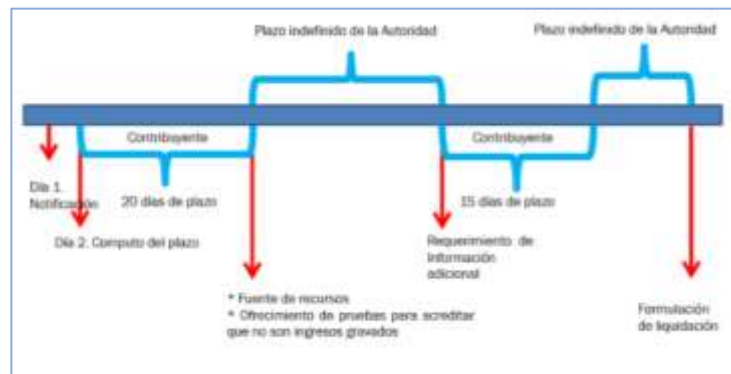 Plazo indefinido de la Autoridad
Plazo indefinido de la Autoridad
Contribuyente
Contribuyente
Día 1.
Notificación
20 días de plazo
15 días de plazo
Día 2. Computo del plazo
Requerimiento de
Información
adicional
* Fuente de recursos
* Ofrecimiento de pruebas para acreditar
que no son ingresos gravados
Formulación
de liquidación